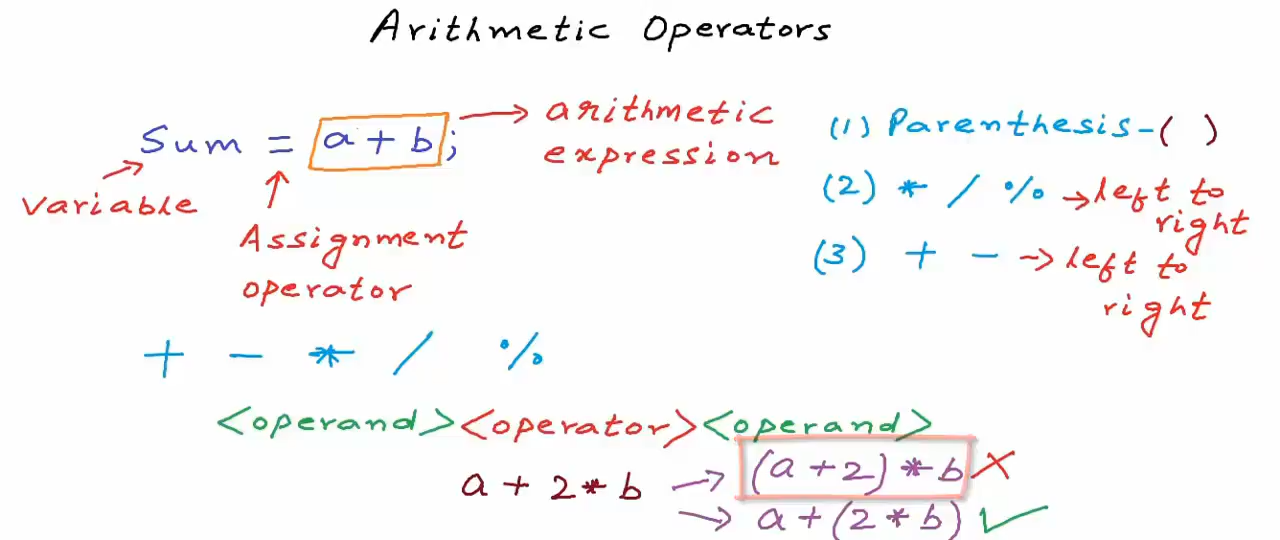 Arithmetic Operators
Sum = a + b;
arithmetic
expression
variable
Assignment
operator
(1) Parenthesis - ( )
(2) * / % → left to
right
(3) + - → left to
right
+ - * / %
<operand> <operator> <operand>
a + 2 * b → (a + 2) * b ✗
→ a + (2 * b) ✓